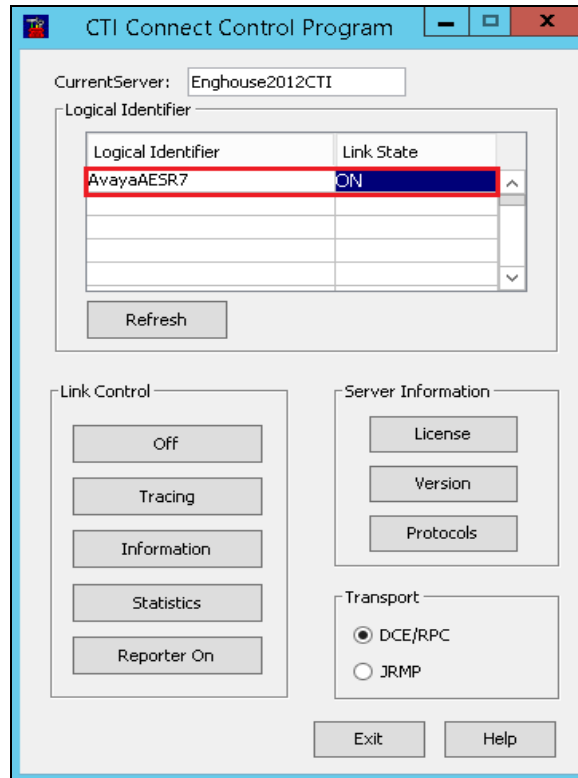 CTI Connect Control Program
CurrentServer: Enghouse2012CTI
Logical Identifier
Logical Identifier Link State
AvayaAESR7 ON
Refresh
Link Control
Off
Tracing
Information
Statistics
Reporter On
Server Information
License
Version
Protocols
Transport
DCE/RPC
JRMP
Exit Help